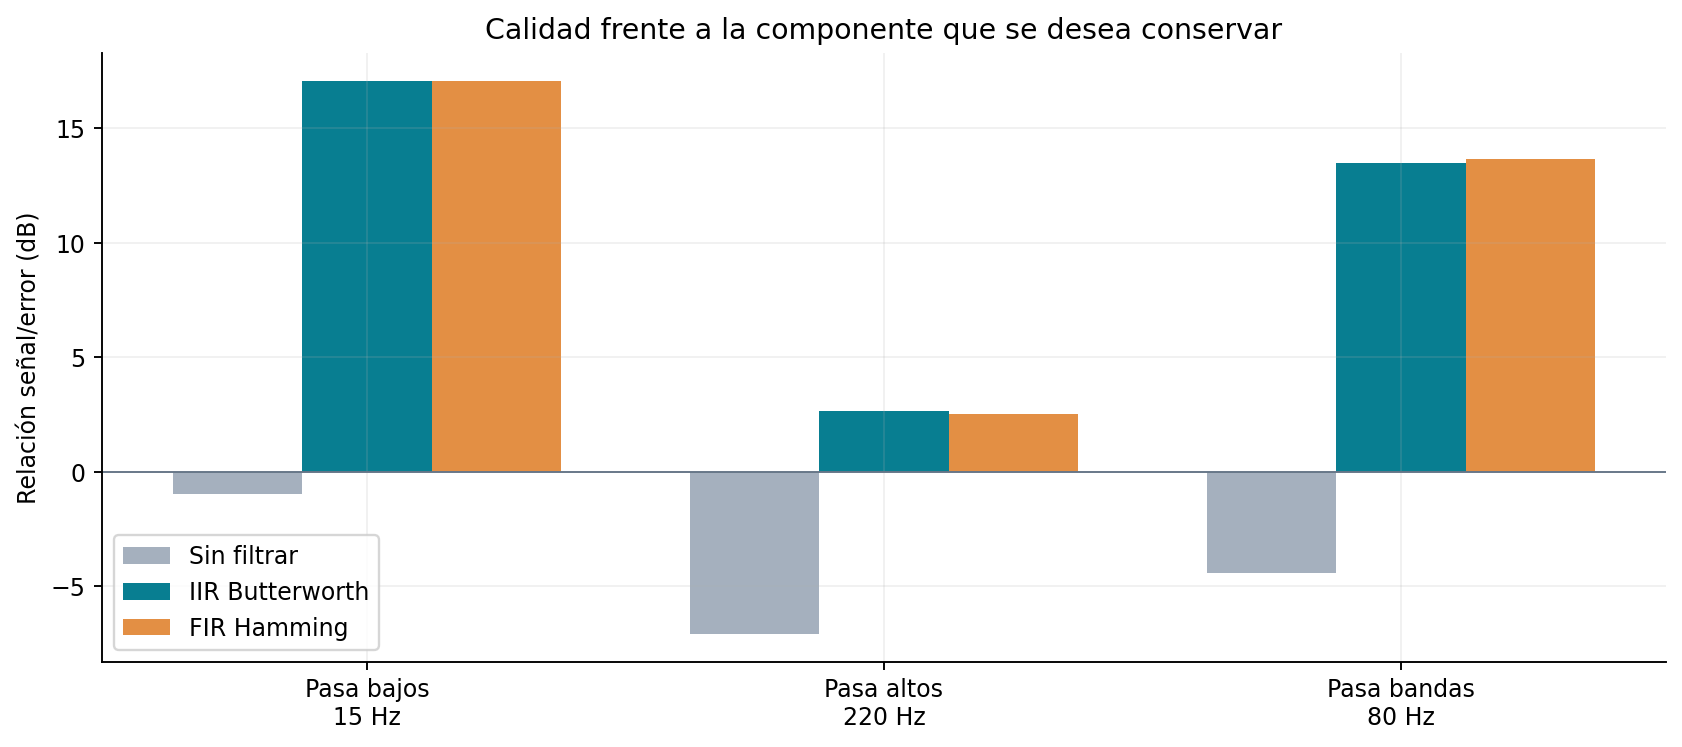 Calidad frente a la componente que se desea conservar
Relación señal/error (dB)
15
10
5
0
−5
Sin filtrar
IIR Butterworth
FIR Hamming
Pasa bajos
15 Hz
Pasa altos
220 Hz
Pasa bandas
80 Hz